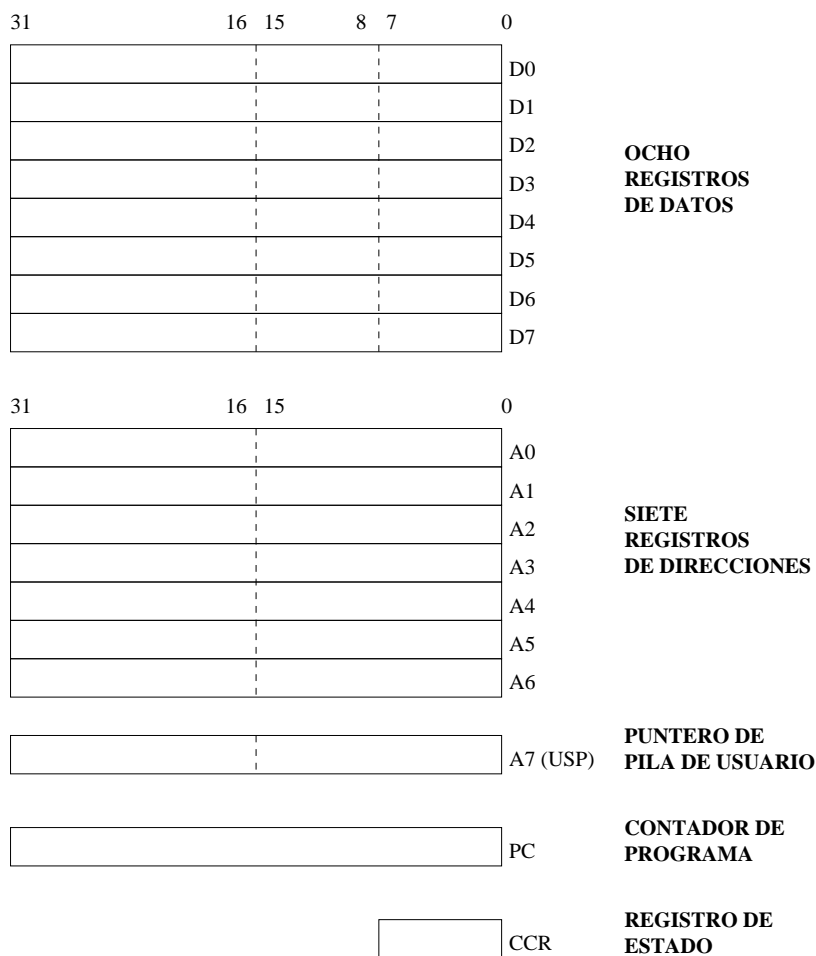 31 16 15 8 7 0
D0
D1
D2
D3
D4
D5
D6
D7
OCHO
REGISTROS
DE DATOS
31 16 15 0
A0
A1
A2
A3
A4
A5
A6
SIETE
REGISTROS
DE DIRECCIONES
A7 (USP)
PUNTERO DE
PILA DE USUARIO
PC
CONTADOR DE
PROGRAMA
CCR
REGISTRO DE
ESTADO